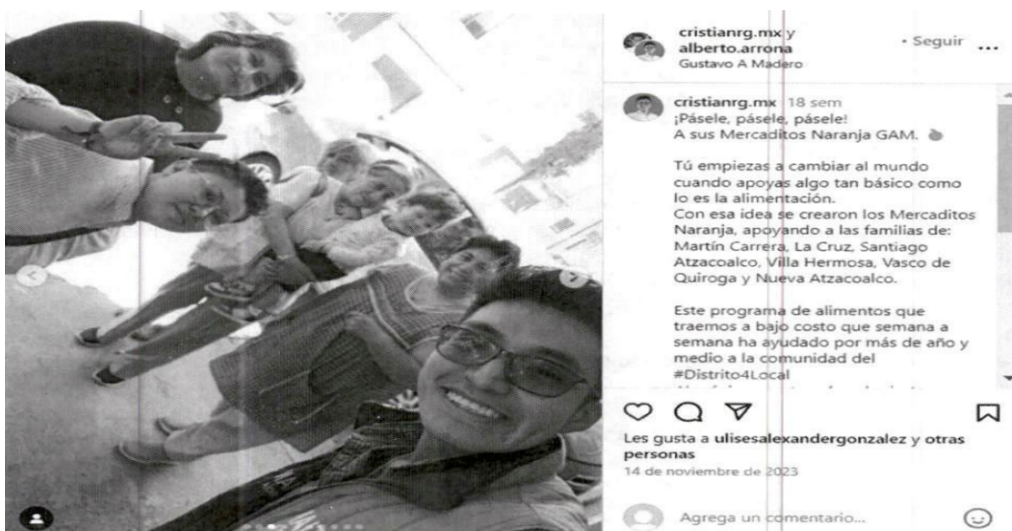 cristianrg.mx y
alberto.arrona
Gustavo A Madero
• Seguir ...
cristianrg.mx 18 sem
¡Pásele, pásele, pásele!
A sus Mercaditos Naranja GAM.
Tú empiezas a cambiar al mundo
cuando apoyas algo tan básico como
lo es la alimentación.
Con esa idea se crearon los Mercaditos
Naranja, apoyando a las familias de:
Martín Carrera, La Cruz, Santiago
Atzacoalco, Villa Hermosa, Vasco de
Quiroga y Nueva Atzacoalco.
Este programa de alimentos que
traemos a bajo costo que semana a
semana ha ayudado por más de año y
medio a la comunidad del
#Distrito4Local
Les gusta a ulisesalexandergonzalez y otras
personas
14 de noviembre de 2023
Agrega un comentario...